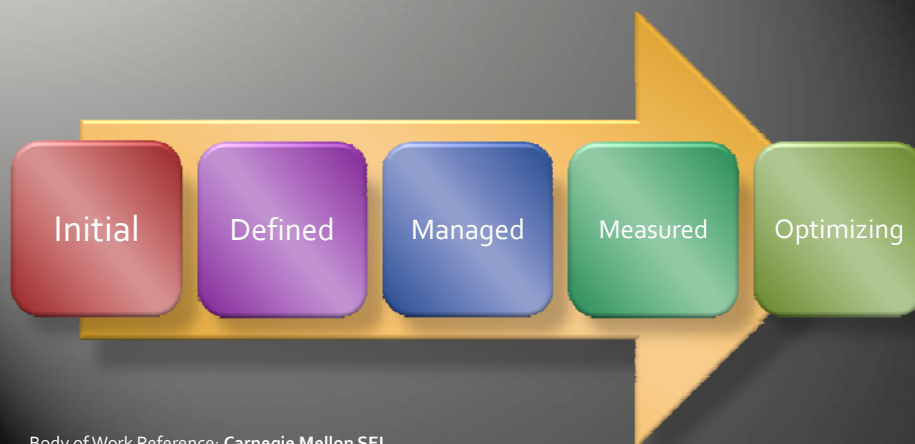 Initial
Defined
Managed
Measured
Optimizing
Body of Work Reference: Carnegie Mellon SEI